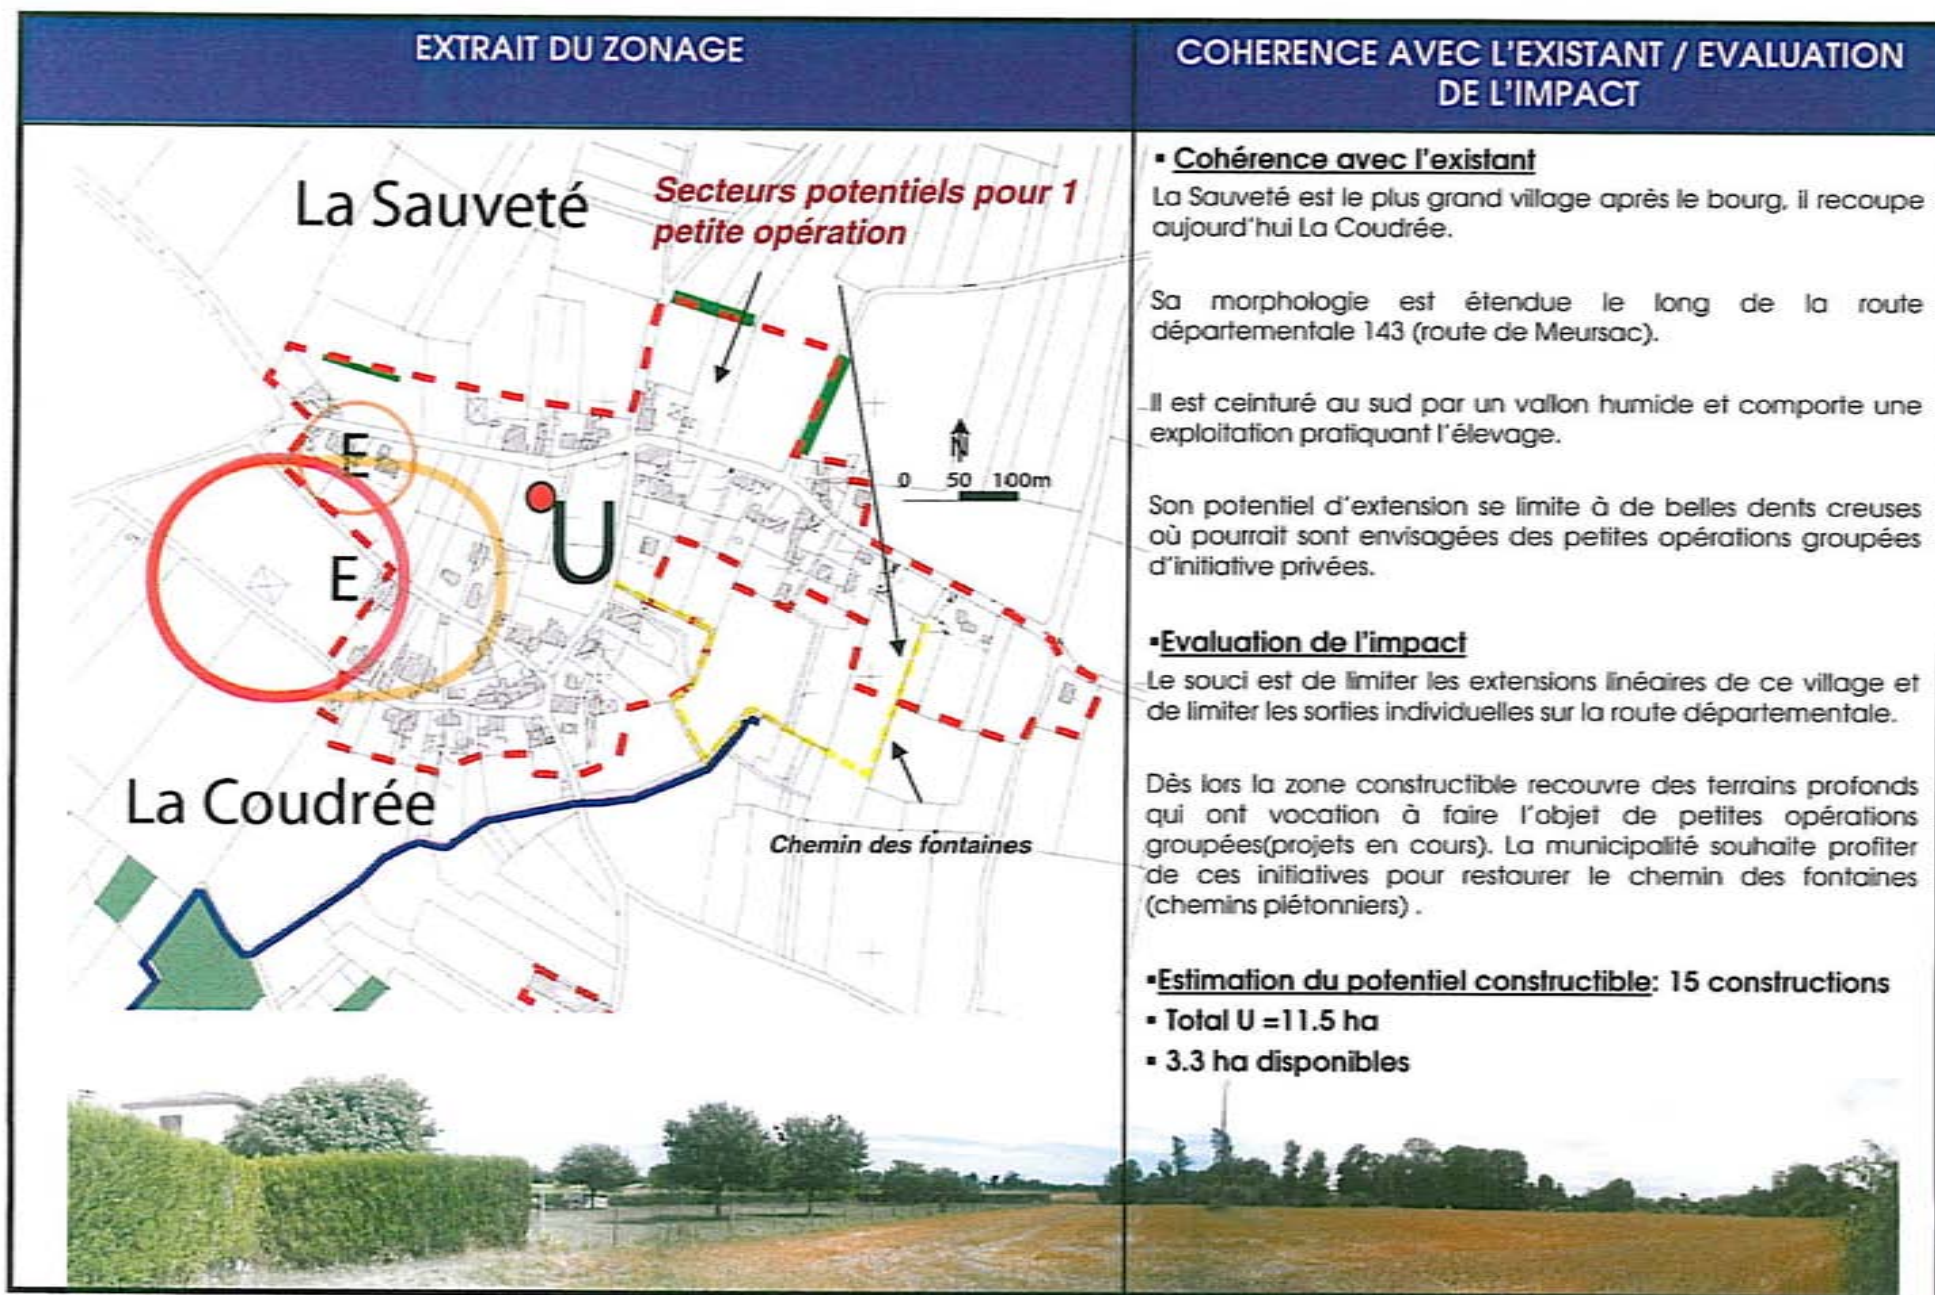 EXTRAIT DU ZONAGE
COHERENCE AVEC L'EXISTANT / EVALUATION
DE L'IMPACT
La Sauveté
Secteurs potentiels pour 1
petite opération
E
E
U
N
0 50 100m
La Coudrée
Chemin des fontaines
▪ Cohérence avec l'existant
La Sauveté est le plus grand village après le bourg, il recoupe
aujourd'hui La Coudrée.
Sa morphologie est étendue le long de la route
départementale 143 (route de Meursac).
Il est ceinturé au sud par un vallon humide et comporte une
exploitation pratiquant l'élevage.
Son potentiel d'extension se limite à de belles dents creuses
où pourrait sont envisagées des petites opérations groupées
d'initiative privées.
▪Evaluation de l'impact
Le souci est de limiter les extensions linéaires de ce village et
de limiter les sorties individuelles sur la route départementale.
Dès lors la zone constructible recouvre des terrains profonds
qui ont vocation à faire l'objet de petites opérations
groupées(projets en cours). La municipalité souhaite profiter
de ces initiatives pour restaurer le chemin des fontaines
(chemins piétonniers) .
▪Estimation du potentiel constructible: 15 constructions
▪ Total U =11.5 ha
▪ 3.3 ha disponibles